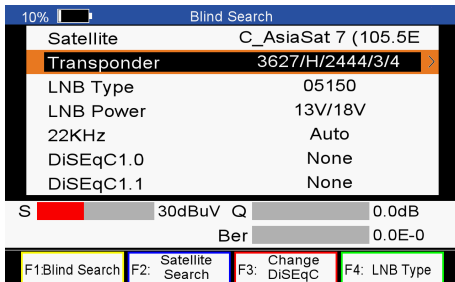 10% Blind Search
Satellite C_AsiaSat 7 (105.5E
Transponder 3627/H/2444/3/4 >
LNB Type 05150
LNB Power 13V/18V
22KHz Auto
DiSEqC1.0 None
DiSEqC1.1 None
S 30dBuV Q 0.0dB
Ber 0.0E-0
F1:Blind Search F2: Satellite Search F3: Change DiSEqC F4: LNB Type